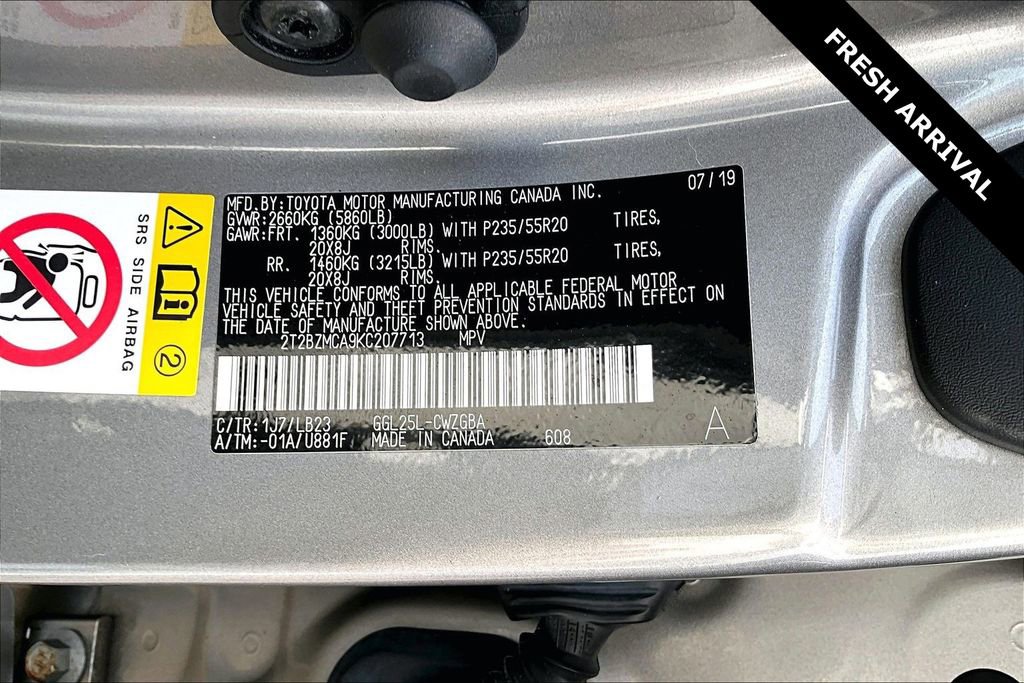 FRESH ARRIVAL
MFD.BY:TOYOTA MOTOR MANUFACTURING CANADA INC. 07/19
GVWR:2660KG (5860LB)
GAWR:FRT. 1360KG (3000LB) WITH P235/55R20 TIRES,
20X8J RIMS.
RR. 1460KG (3215LB) WITH P235/55R20 TIRES,
20X8J RIMS.
THIS VEHICLE CONFORMS TO ALL APPLICABLE FEDERAL MOTOR
VEHICLE SAFETY AND THEFT PREVENTION STANDARDS IN EFFECT ON
THE DATE OF MANUFACTURE SHOWN ABOVE.
2T2BZMCA9KC207713 MPV
C/TR:1J7/LB23 GGL25L-CWZGBA
A/TM:-01A/U881F MADE IN CANADA 608 A
SRS SIDE AIRBAG
2